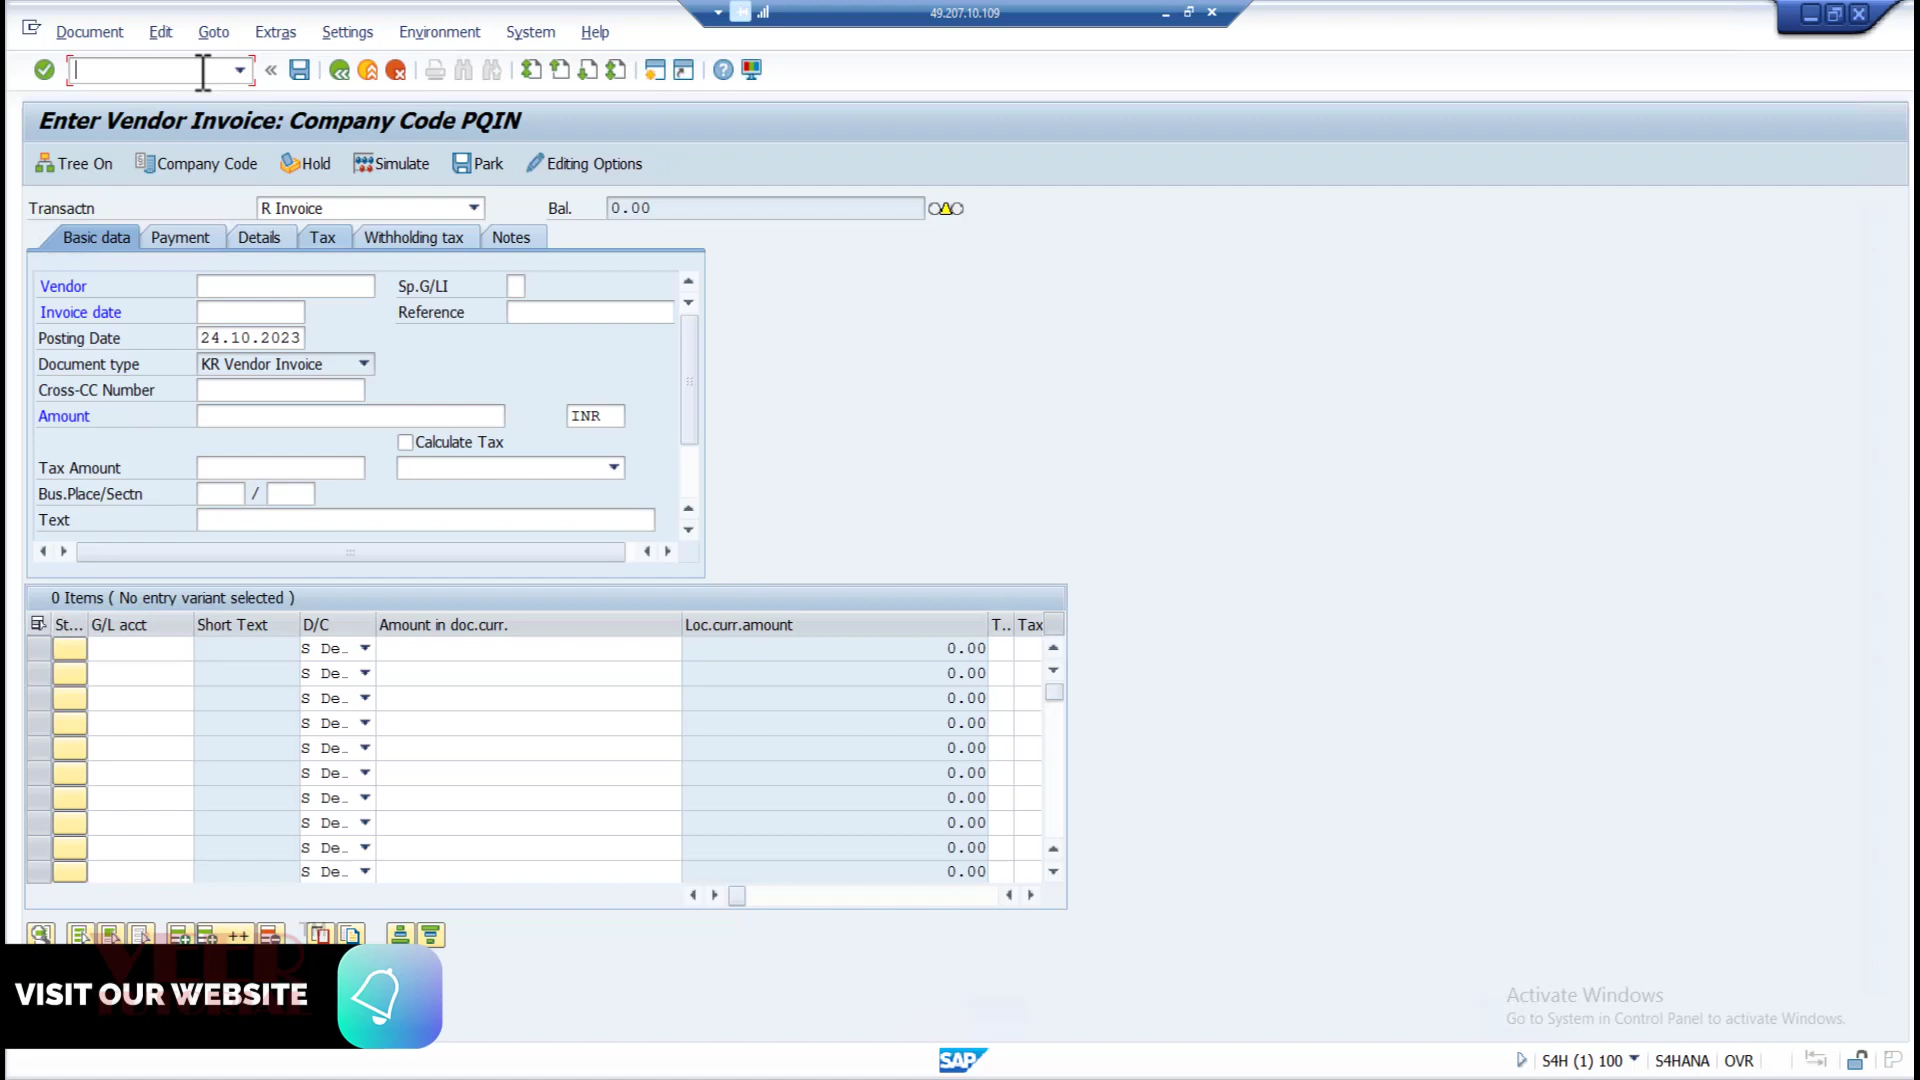 49.207.10.109
Document Edit Goto Extras Settings Environment System Help
Enter Vendor Invoice: Company Code PQIN
Tree On Company Code Hold Simulate Park Editing Options
Transactn R Invoice Bal. 0.00
Basic data Payment Details Tax Withholding tax Notes
Vendor Sp.G/LI
Invoice date Reference
Posting Date 24.10.2023
Document type KR Vendor Invoice
Cross-CC Number
Amount INR
Calculate Tax
Tax Amount
Bus.Place/Sectn /
Text
0 Items ( No entry variant selected )
St... G/L acct Short Text D/C Amount in doc.curr. Loc.curr.amount T.. Tax
S De… 0.00
S De… 0.00
S De… 0.00
S De… 0.00
S De… 0.00
S De… 0.00
S De… 0.00
S De… 0.00
S De… 0.00
S De… 0.00
VISIT OUR WEBSITE
Activate Windows
Go to System in Control Panel to activate Windows.
SAP S4H (1) 100 S4HANA OVR